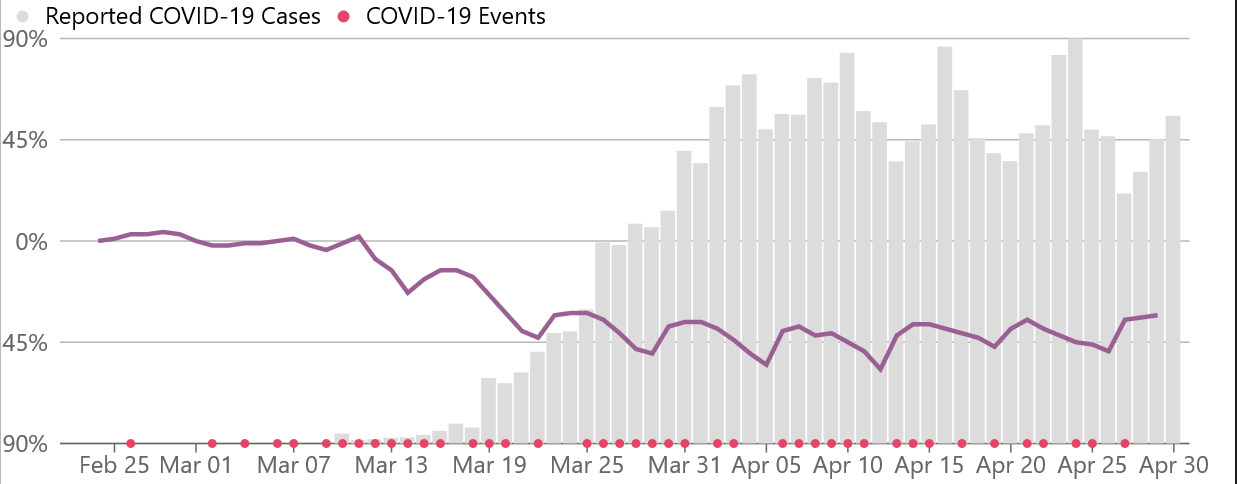 Reported COVID-19 Cases COVID-19 Events
90%
45%
0%
45%
90%
Feb 25 Mar 01 Mar 07 Mar 13 Mar 19 Mar 25 Mar 31 Apr 05 Apr 10 Apr 15 Apr 20 Apr 25 Apr 30